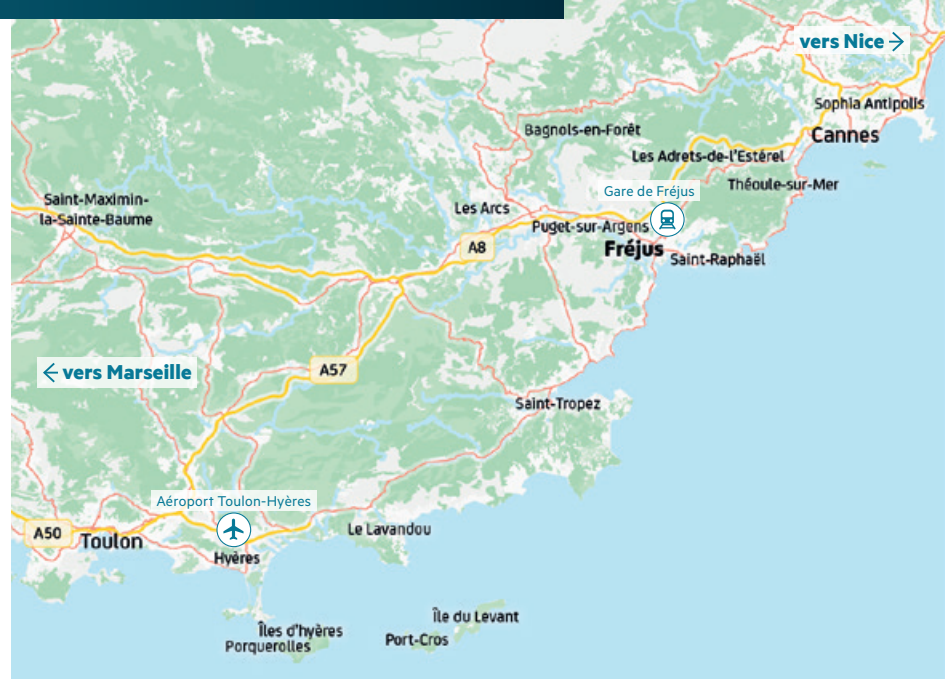 vers Nice
Sophia Antipolis
Bagnols-en-Forêt
Cannes
Les Adrets-de-l'Estérel
Théoule-sur-Mer
Gare de Fréjus
Saint-Maximin-
la-Sainte-Baume
Les Arcs
Puget-sur-Argens
A8
Fréjus
Saint-Raphaël
vers Marseille
A57
Saint-Tropez
Aéroport Toulon-Hyères
A50
Toulon
Le Lavandou
Hyères
Île du Levant
Îles d'hyères
Port-Cros
Porquerolles